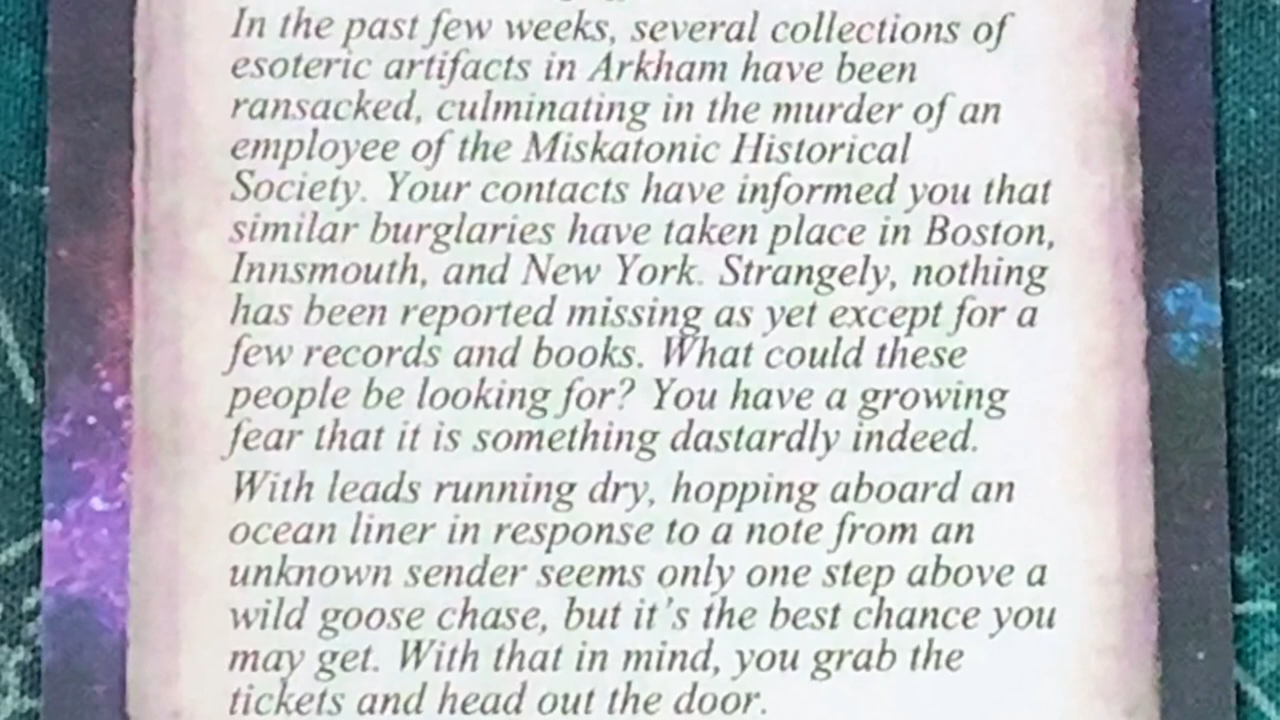 In the past few weeks, several collections of
esoteric artifacts in Arkham have been
ransacked, culminating in the murder of an
employee of the Miskatonic Historical
Society. Your contacts have informed you that
similar burglaries have taken place in Boston,
Innsmouth, and New York. Strangely, nothing
has been reported missing as yet except for a
few records and books. What could these
people be looking for? You have a growing
fear that it is something dastardly indeed.
With leads running dry, hopping aboard an
ocean liner in response to a note from an
unknown sender seems only one step above a
wild goose chase, but it's the best chance you
may get. With that in mind, you grab the
tickets and head out the door.